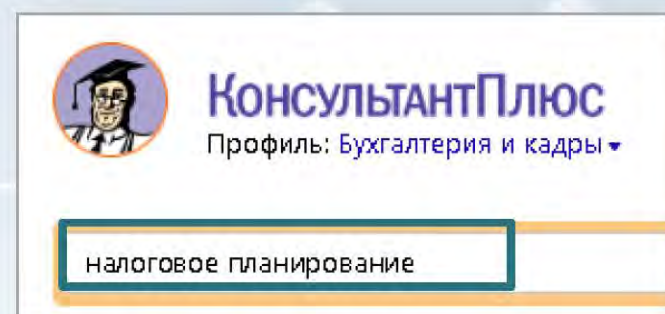 КонсультантПлюс
Профиль: Бухгалтерия и кадры
налоговое планирование